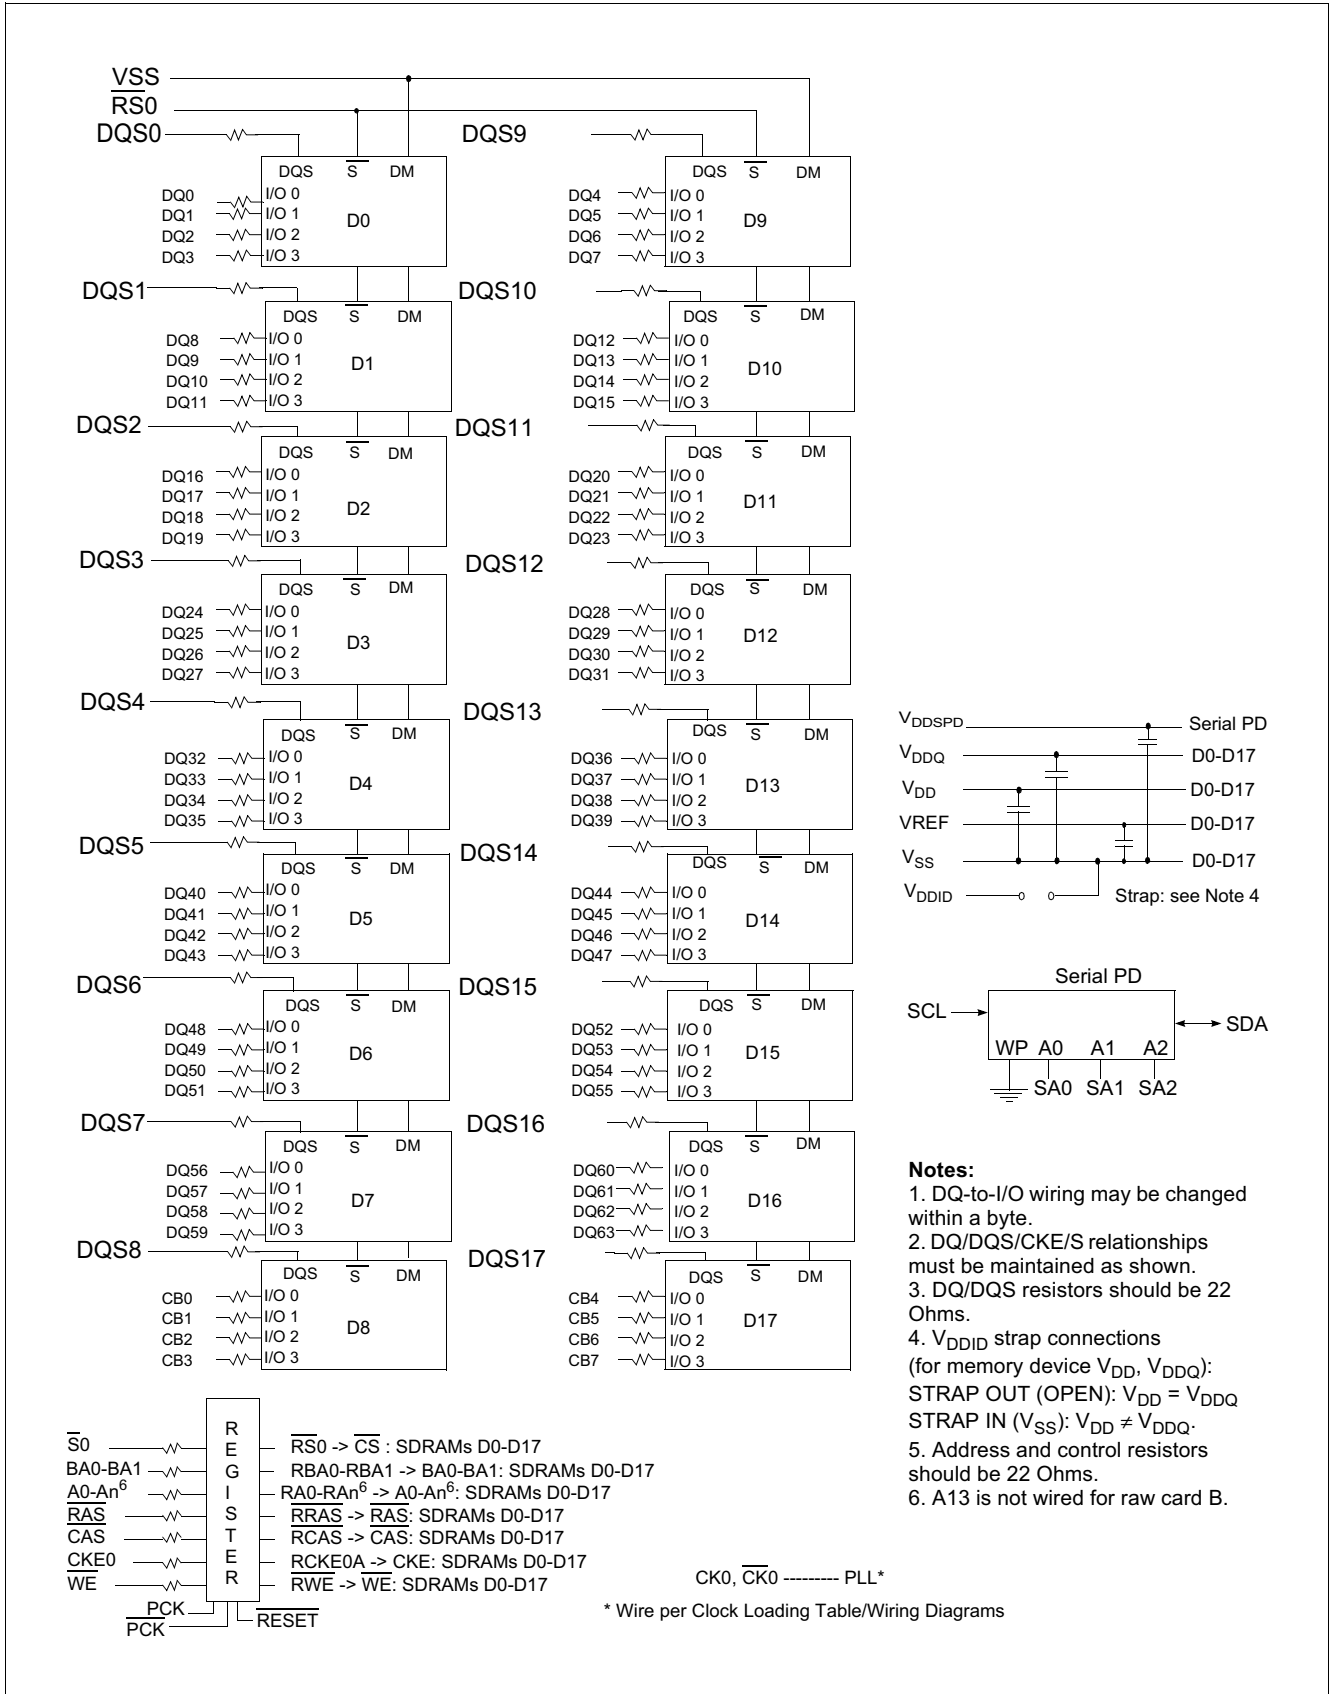 VSS
RS0
DQS0
DQS S DM
DQ0 I/O 0
DQ1 I/O 1
DQ2 I/O 2
DQ3 I/O 3
D0
DQS9
DQS S DM
DQ4 I/O 0
DQ5 I/O 1
DQ6 I/O 2
DQ7 I/O 3
D9
DQS1
DQS S DM
DQ8 I/O 0
DQ9 I/O 1
DQ10 I/O 2
DQ11 I/O 3
D1
DQS10
DQS S DM
DQ12 I/O 0
DQ13 I/O 1
DQ14 I/O 2
DQ15 I/O 3
D10
DQS2
DQS S DM
DQ16 I/O 0
DQ17 I/O 1
DQ18 I/O 2
DQ19 I/O 3
D2
DQS11
DQS S DM
DQ20 I/O 0
DQ21 I/O 1
DQ22 I/O 2
DQ23 I/O 3
D11
DQS3
DQS S DM
DQ24 I/O 0
DQ25 I/O 1
DQ26 I/O 2
DQ27 I/O 3
D3
DQS12
DQS S DM
DQ28 I/O 0
DQ29 I/O 1
DQ30 I/O 2
DQ31 I/O 3
D12
DQS4
DQS S DM
DQ32 I/O 0
DQ33 I/O 1
DQ34 I/O 2
DQ35 I/O 3
D4
DQS13
DQS S DM
DQ36 I/O 0
DQ37 I/O 1
DQ38 I/O 2
DQ39 I/O 3
D13
DQS5
DQS S DM
DQ40 I/O 0
DQ41 I/O 1
DQ42 I/O 2
DQ43 I/O 3
D5
DQS14
DQS S DM
DQ44 I/O 0
DQ45 I/O 1
DQ46 I/O 2
DQ47 I/O 3
D14
DQS6
DQS S DM
DQ48 I/O 0
DQ49 I/O 1
DQ50 I/O 2
DQ51 I/O 3
D6
DQS15
DQS S DM
DQ52 I/O 0
DQ53 I/O 1
DQ54 I/O 2
DQ55 I/O 3
D15
DQS7
DQS S DM
DQ56 I/O 0
DQ57 I/O 1
DQ58 I/O 2
DQ59 I/O 3
D7
DQS16
DQS S DM
DQ60 I/O 0
DQ61 I/O 1
DQ62 I/O 2
DQ63 I/O 3
D16
DQS8
DQS S DM
CB0 I/O 0
CB1 I/O 1
CB2 I/O 2
CB3 I/O 3
D8
DQS17
DQS S DM
CB4 I/O 0
CB5 I/O 1
CB6 I/O 2
CB7 I/O 3
D17
VDDSPD Serial PD
VDDQ D0-D17
VDD D0-D17
VREF D0-D17
VSS D0-D17
VDDID Strap: see Note 4
Serial PD
SCL SDA
WP A0 A1 A2
SA0 SA1 SA2
Notes:
1. DQ-to-I/O wiring may be changed
within a byte.
2. DQ/DQS/CKE/S relationships
must be maintained as shown.
3. DQ/DQS resistors should be 22
Ohms.
4. VDDID strap connections
(for memory device VDD, VDDQ):
STRAP OUT (OPEN): VDD = VDDQ
STRAP IN (VSS): VDD ≠ VDDQ.
5. Address and control resistors
should be 22 Ohms.
6. A13 is not wired for raw card B.
REGISTER
S0 RS0 -> CS : SDRAMs D0-D17
BA0-BA1 RBA0-RBA1 -> BA0-BA1: SDRAMs D0-D17
A0-An6 RA0-RAn6 -> A0-An6: SDRAMs D0-D17
RAS RRAS -> RAS: SDRAMs D0-D17
CAS RCAS -> CAS: SDRAMs D0-D17
CKE0 RCKE0A -> CKE: SDRAMs D0-D17
WE RWE -> WE: SDRAMs D0-D17
PCK
PCK
RESET
CK0, CK0 --------- PLL*
* Wire per Clock Loading Table/Wiring Diagrams